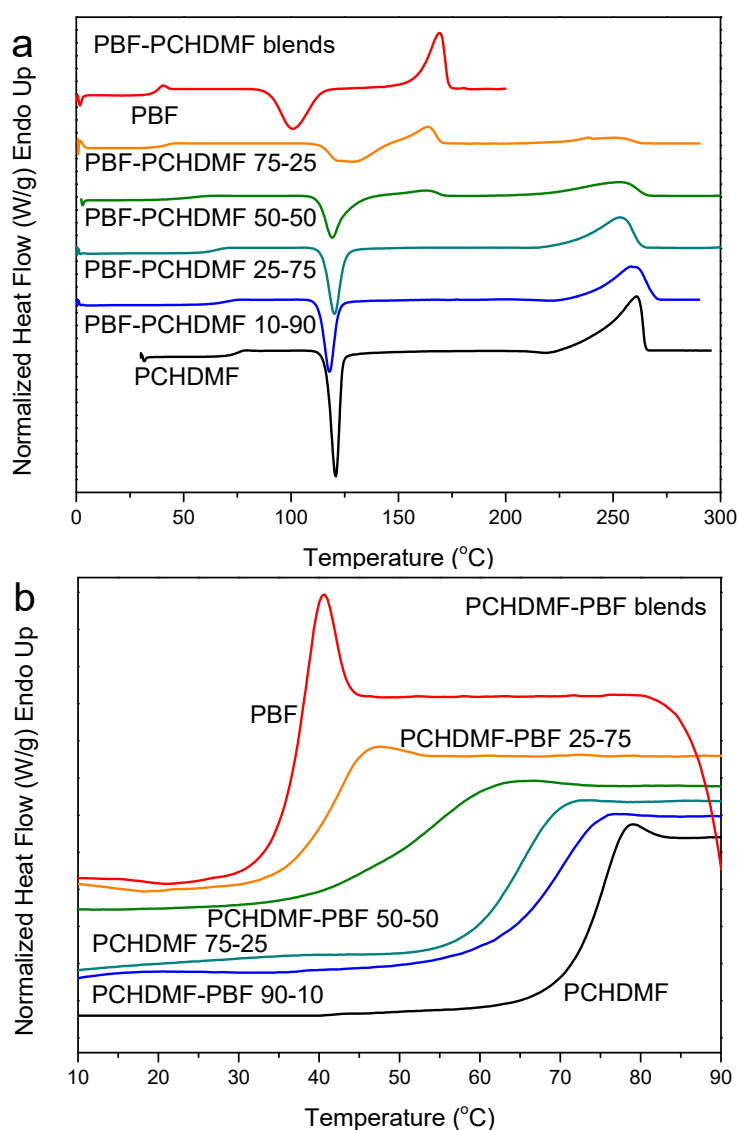 a
PBF-PCHDMF blends
PBF
PBF-PCHDMF 75-25
PBF-PCHDMF 50-50
PBF-PCHDMF 25-75
PBF-PCHDMF 10-90
PCHDMF
Normalized Heat Flow (W/g) Endo Up
0 50 100 150 200 250 300
Temperature (°C)
b
PCHDMF-PBF blends
PBF
PCHDMF-PBF 25-75
PCHDMF-PBF 50-50
PCHDMF 75-25
PCHDMF-PBF 90-10
PCHDMF
Normalized Heat Flow (W/g) Endo Up
10 20 30 40 50 60 70 80 90
Temperature (°C)